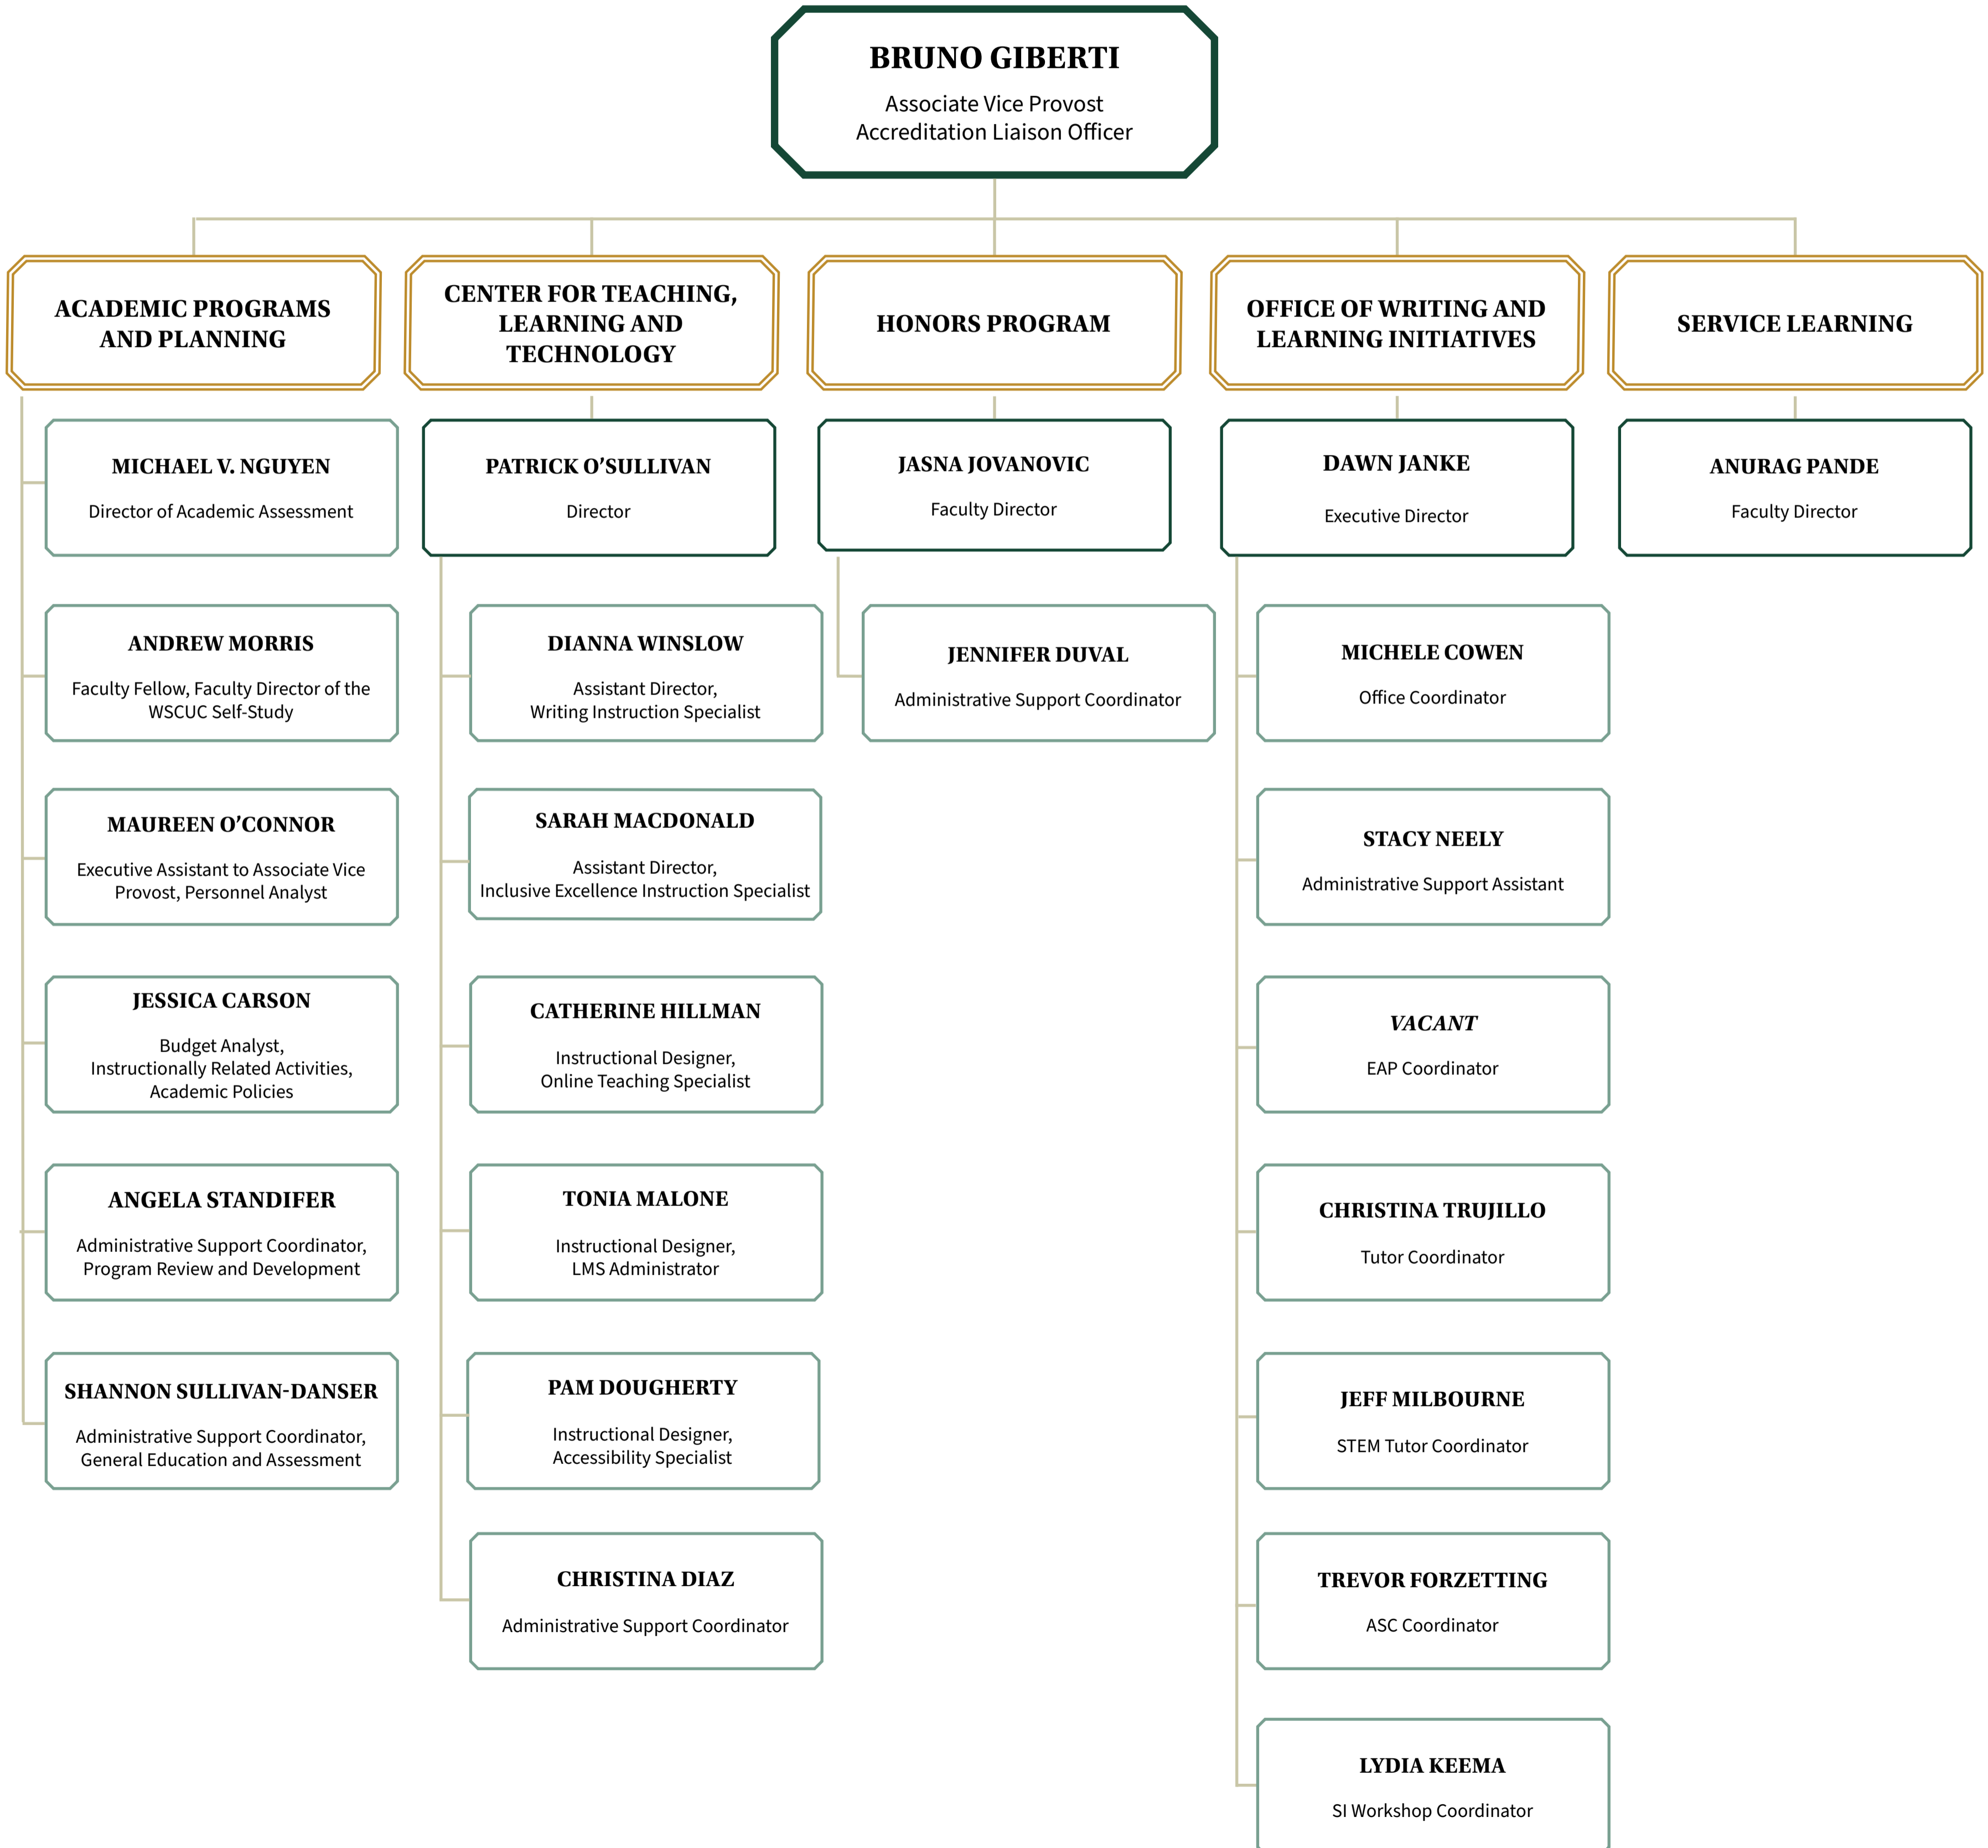 BRUNO GIBERTI
Associate Vice Provost
Accreditation Liaison Officer
ACADEMIC PROGRAMS
AND PLANNING
MICHAEL V. NGUYEN
Director of Academic Assessment
ANDREW MORRIS
Faculty Fellow, Faculty Director of the
WSCUC Self-Study
MAUREEN O’CONNOR
Executive Assistant to Associate Vice
Provost, Personnel Analyst
JESSICA CARSON
Budget Analyst,
Instructionally Related Activities,
Academic Policies
ANGELA STANDIFER
Administrative Support Coordinator,
Program Review and Development
SHANNON SULLIVAN-DANSER
Administrative Support Coordinator,
General Education and Assessment
CENTER FOR TEACHING,
LEARNING AND
TECHNOLOGY
PATRICK O’SULLIVAN
Director
DIANNA WINSLOW
Assistant Director,
Writing Instruction Specialist
SARAH MACDONALD
Assistant Director,
Inclusive Excellence Instruction Specialist
CATHERINE HILLMAN
Instructional Designer,
Online Teaching Specialist
TONIA MALONE
Instructional Designer,
LMS Administrator
PAM DOUGHERTY
Instructional Designer,
Accessibility Specialist
CHRISTINA DIAZ
Administrative Support Coordinator
HONORS PROGRAM
JASNA JOVANOVIC
Faculty Director
JENNIFER DUVAL
Administrative Support Coordinator
OFFICE OF WRITING AND
LEARNING INITIATIVES
DAWN JANKE
Executive Director
MICHELE COWEN
Office Coordinator
STACY NEELY
Administrative Support Assistant
VACANT
EAP Coordinator
CHRISTINA TRUJILLO
Tutor Coordinator
JEFF MILBOURNE
STEM Tutor Coordinator
TREVOR FORZETTING
ASC Coordinator
LYDIA KEEMA
SI Workshop Coordinator
SERVICE LEARNING
ANURAG PANDE
Faculty Director